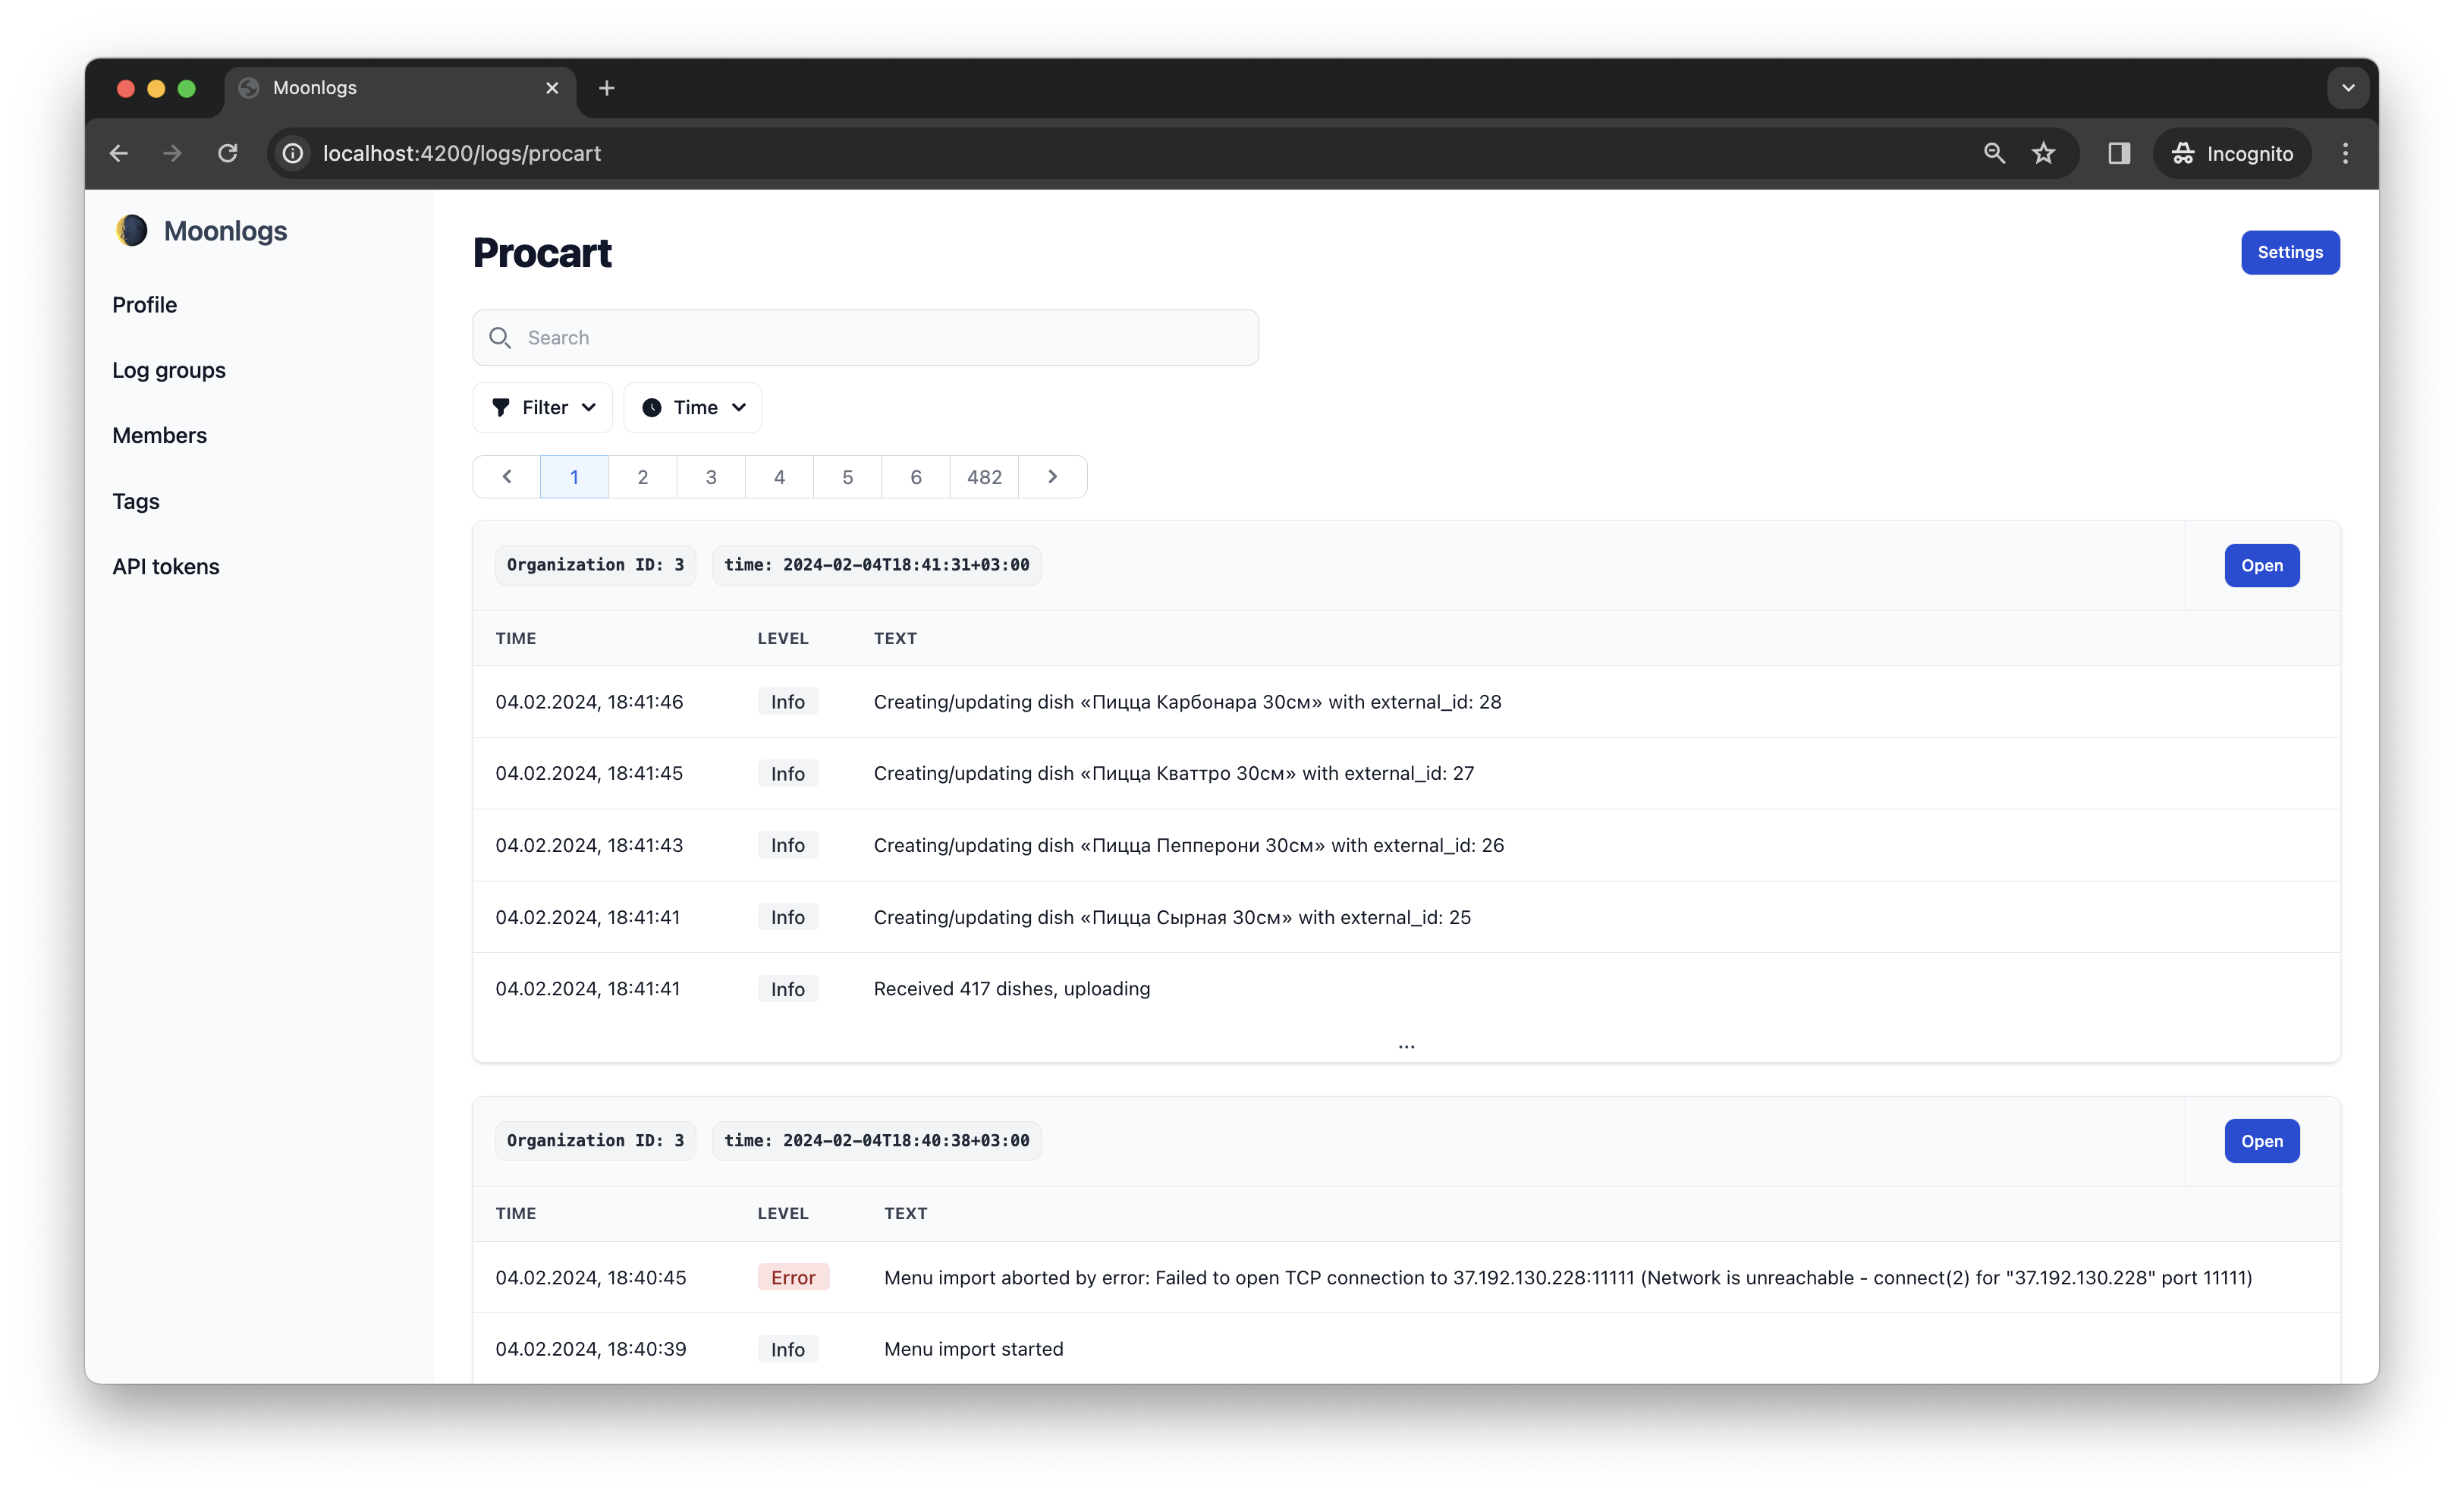 Moonlogs
localhost:4200/logs/procart
Incognito
Moonlogs
Profile
Log groups
Members
Tags
API tokens
Procart
Settings
Search
Filter
Time
1 2 3 4 5 6 482
Organization ID: 3 time: 2024-02-04T18:41:31+03:00 Open
TIME LEVEL TEXT
04.02.2024, 18:41:46 Info Creating/updating dish «Пицца Карбонара 30см» with external_id: 28
04.02.2024, 18:41:45 Info Creating/updating dish «Пицца Кваттро 30см» with external_id: 27
04.02.2024, 18:41:43 Info Creating/updating dish «Пицца Пепперони 30см» with external_id: 26
04.02.2024, 18:41:41 Info Creating/updating dish «Пицца Сырная 30см» with external_id: 25
04.02.2024, 18:41:41 Info Received 417 dishes, uploading
...
Organization ID: 3 time: 2024-02-04T18:40:38+03:00 Open
TIME LEVEL TEXT
04.02.2024, 18:40:45 Error Menu import aborted by error: Failed to open TCP connection to 37.192.130.228:11111 (Network is unreachable - connect(2) for "37.192.130.228" port 11111)
04.02.2024, 18:40:39 Info Menu import started